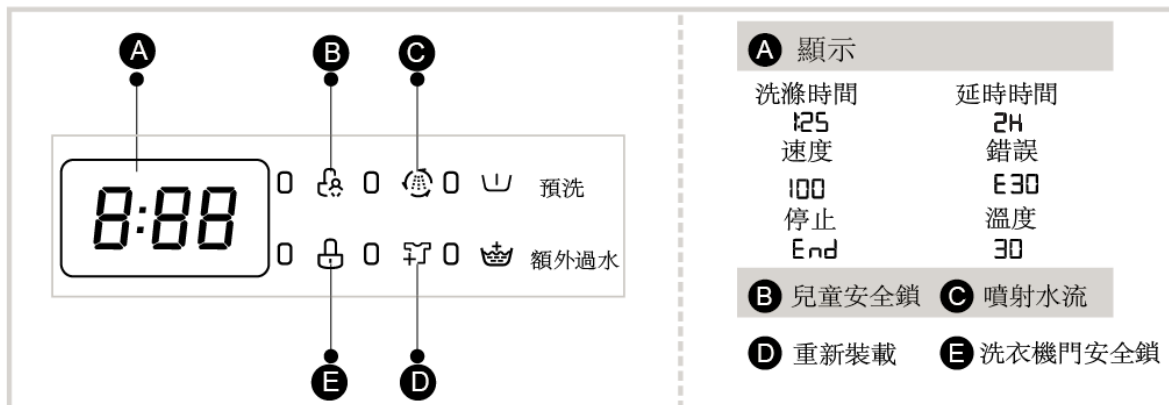 A
B
C
8:88
預洗
額外過水
E
D
A 顯示
洗滌時間 延時時間
1:25 2H
速度 錯誤
100 E30
停止 溫度
End 30
B 兒童安全鎖 C 噴射水流
D 重新裝載 E 洗衣機門安全鎖